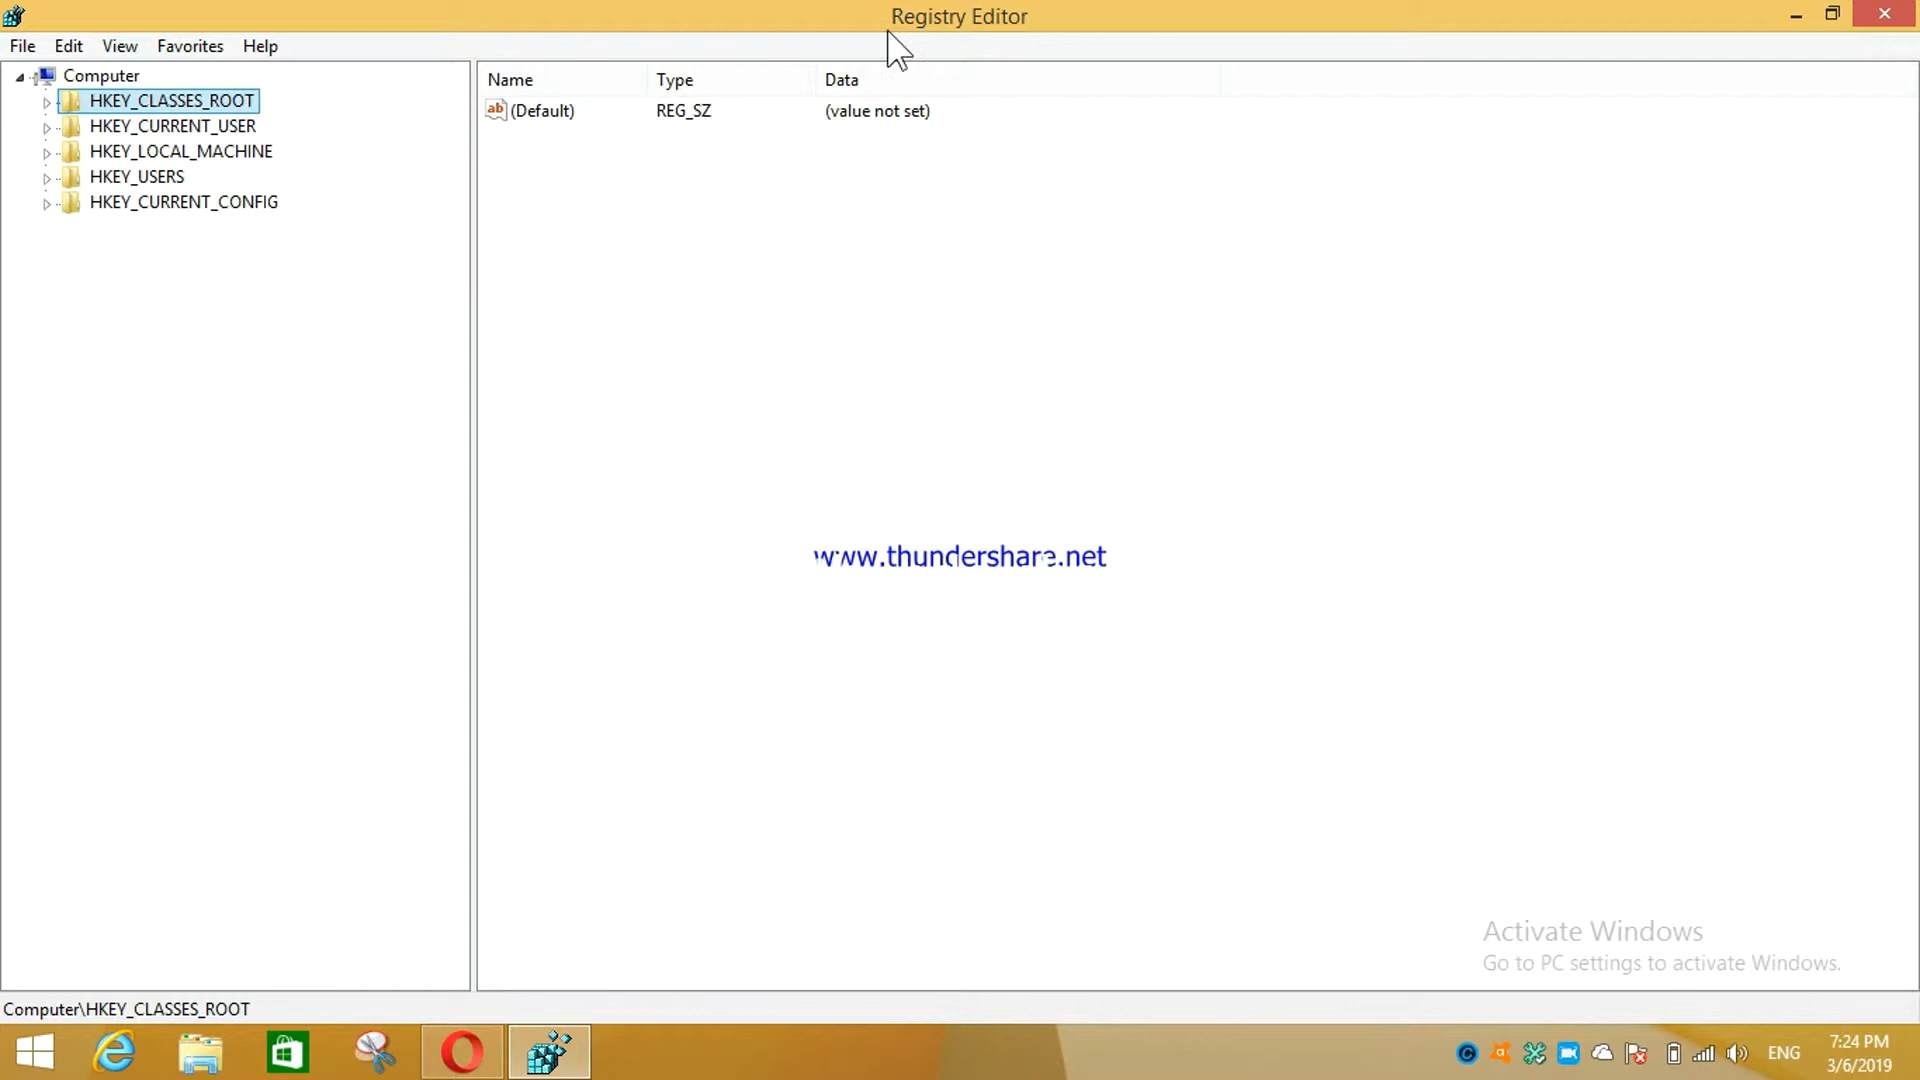 Registry Editor
File Edit View Favorites Help
Computer
HKEY_CLASSES_ROOT
HKEY_CURRENT_USER
HKEY_LOCAL_MACHINE
HKEY_USERS
HKEY_CURRENT_CONFIG
Name Type Data
ab (Default) REG_SZ (value not set)
www.thundershare.net
Activate Windows
Go to PC settings to activate Windows.
Computer\HKEY_CLASSES_ROOT
ENG
7:24 PM
3/6/2019